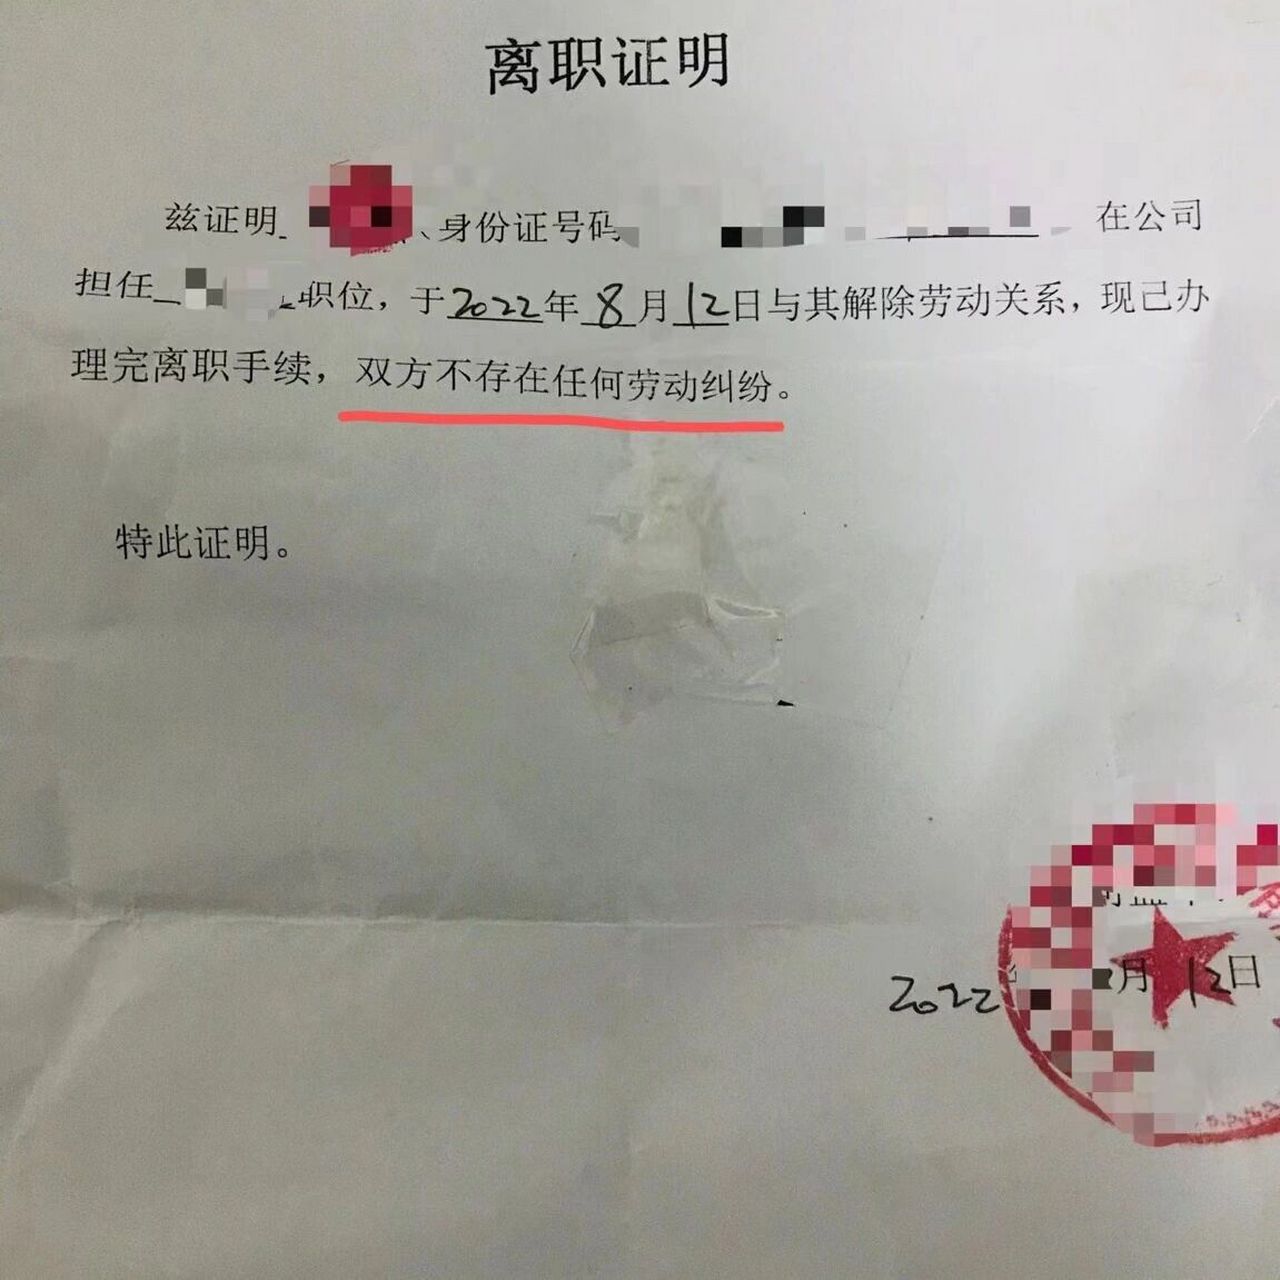 离职证明
兹证明 、身份证号码 在公司
担任 职位，于2022年8月12日与其解除劳动关系，现已办
理完离职手续，双方不存在任何劳动纠纷。
特此证明。
2022 月12日